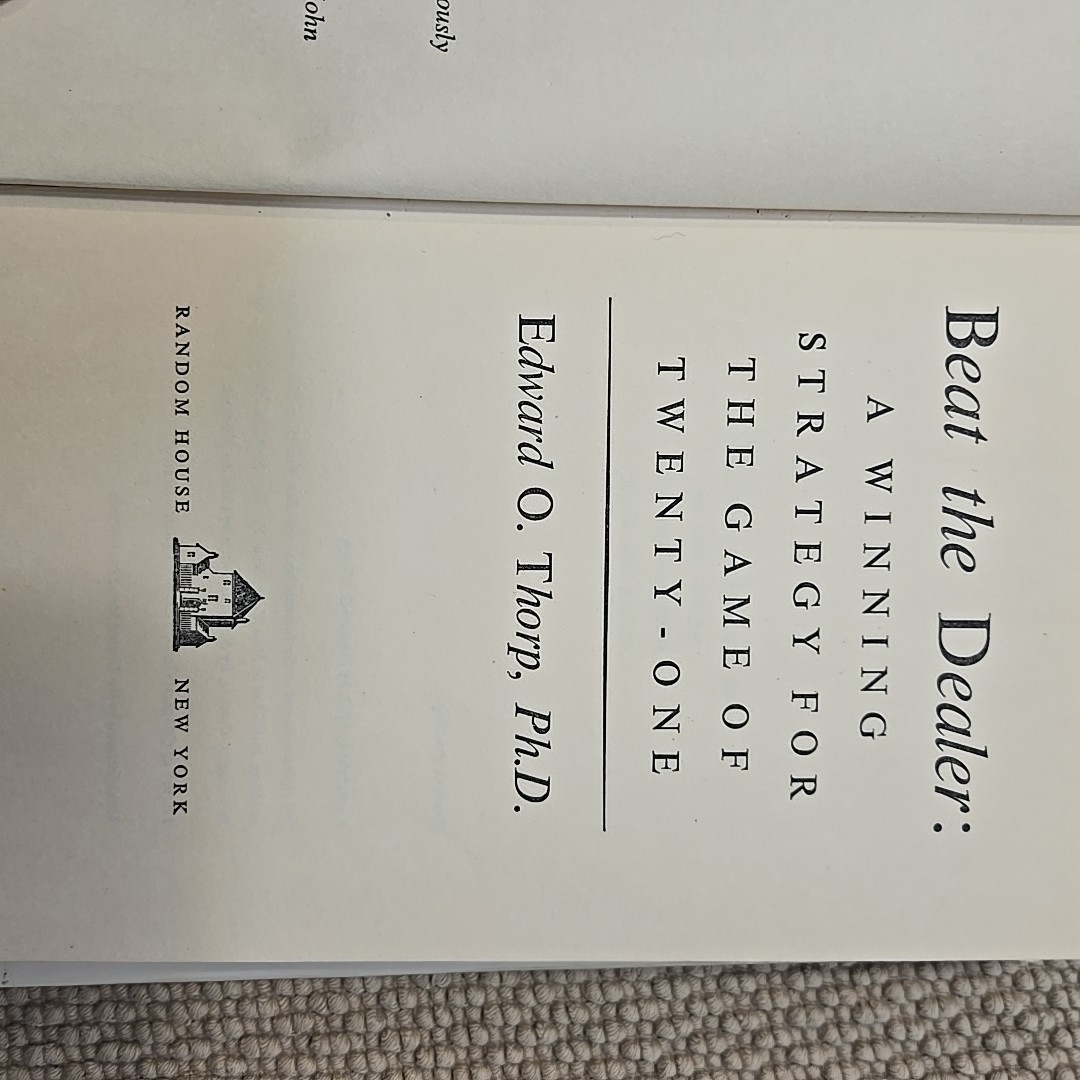 ously
ohn
Beat the Dealer:
A WINNING
STRATEGY FOR
THE GAME OF
TWENTY-ONE
Edward O. Thorp, Ph.D.
RANDOM HOUSE NEW YORK